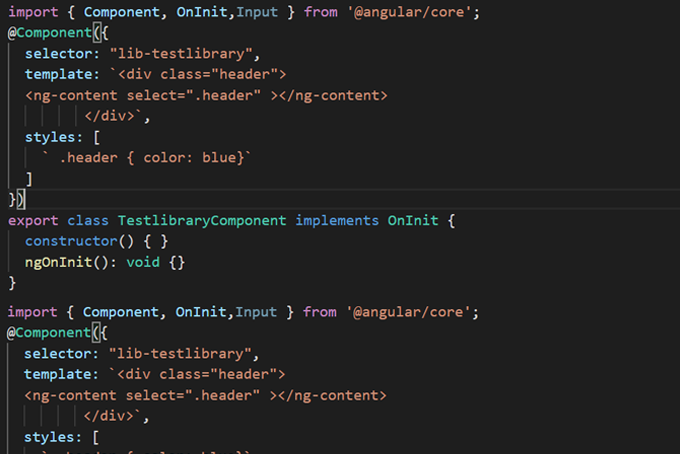 import { Component, OnInit,Input } from '@angular/core';
@Component({
selector: "lib-testlibrary",
template: `<div class="header">
<ng-content select=".header" ></ng-content>
</div>`,
styles: [
` .header { color: blue}`
]
})
export class TestlibraryComponent implements OnInit {
constructor() { }
ngOnInit(): void {}
}
import { Component, OnInit,Input } from '@angular/core';
@Component({
selector: "lib-testlibrary",
template: `<div class="header">
<ng-content select=".header" ></ng-content>
</div>`,
styles: [